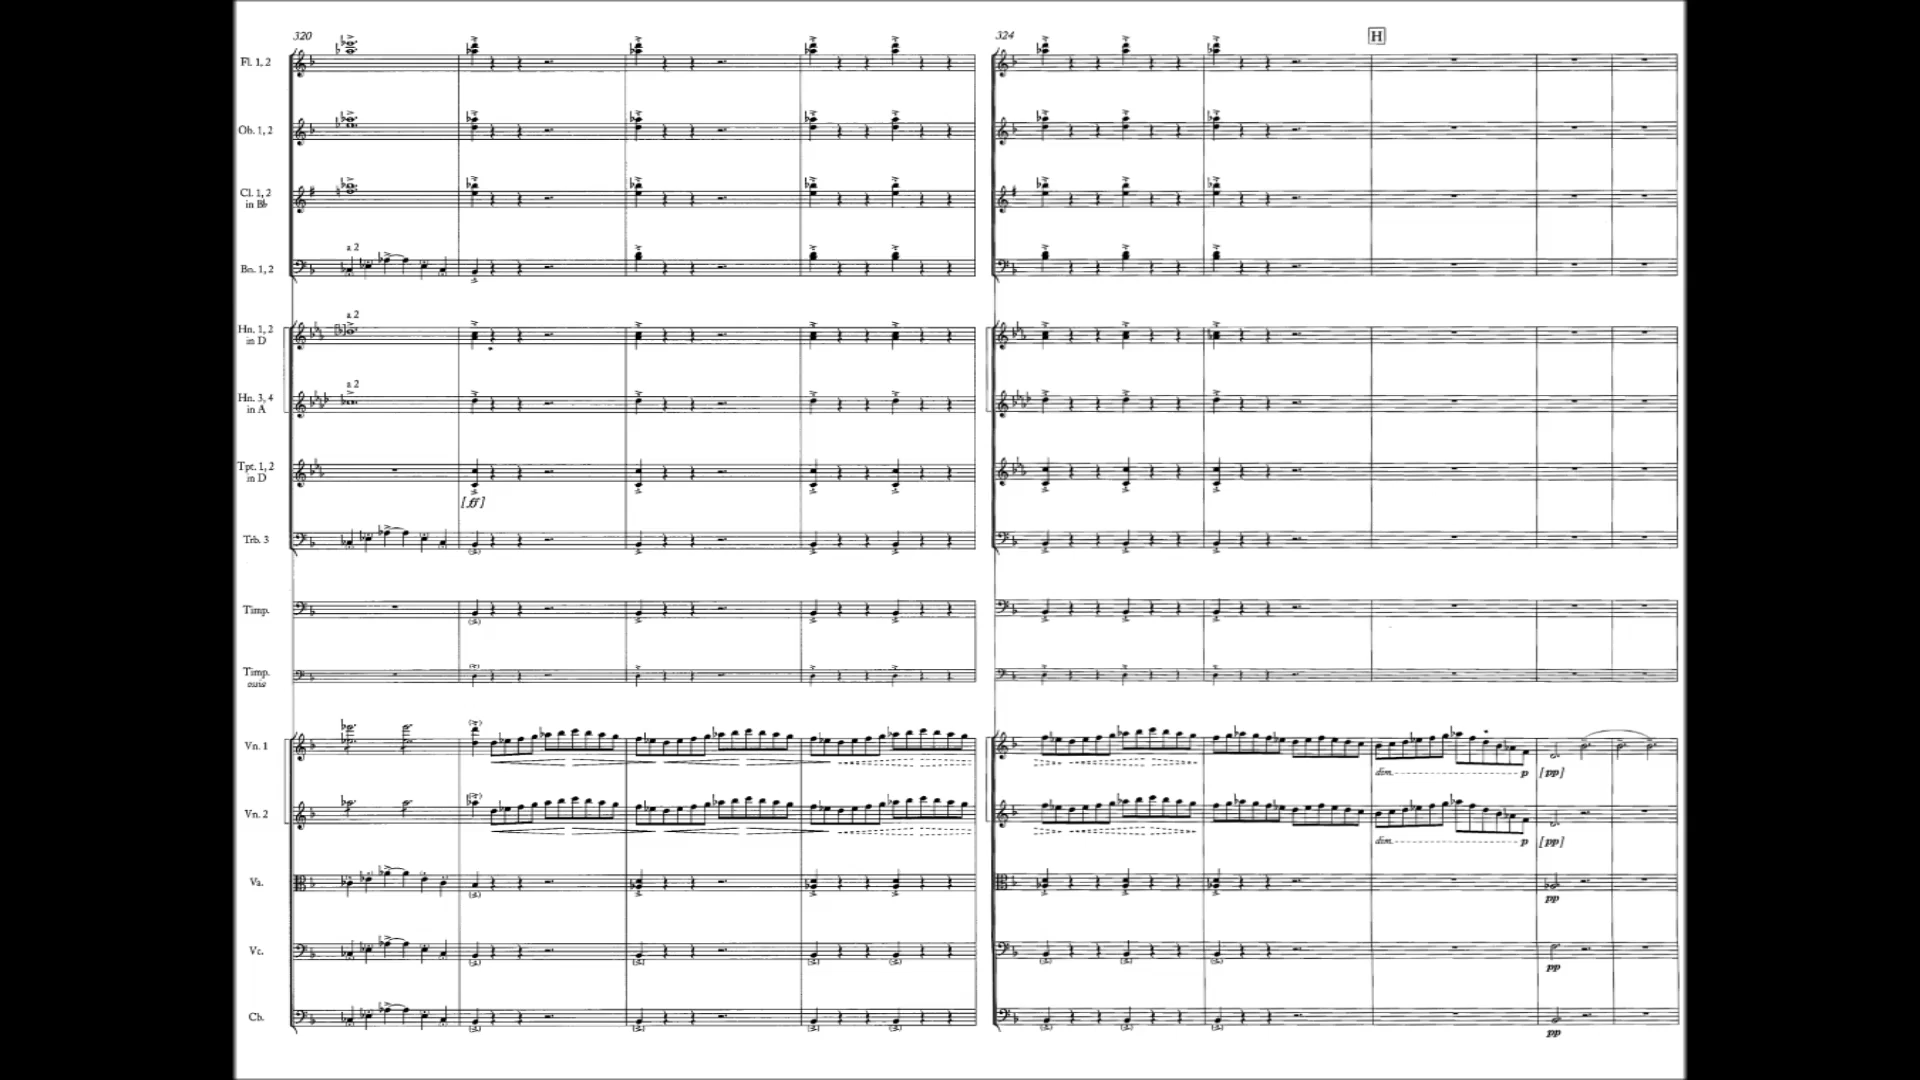 320
324
H
Fl. 1, 2
Ob. 1, 2
Cl. 1, 2
in B♭
a 2
Bn. 1, 2
a 2
Hn. 1, 2
in D
a 2
Hn. 3, 4
in A
Tpt. 1, 2
in D
[ff]
Trb. 3
Timp.
Timp.
ossia
Vn. 1
dim. p [pp]
Vn. 2
dim. p [pp]
Va.
pp
Vc.
pp
Cb.
pp